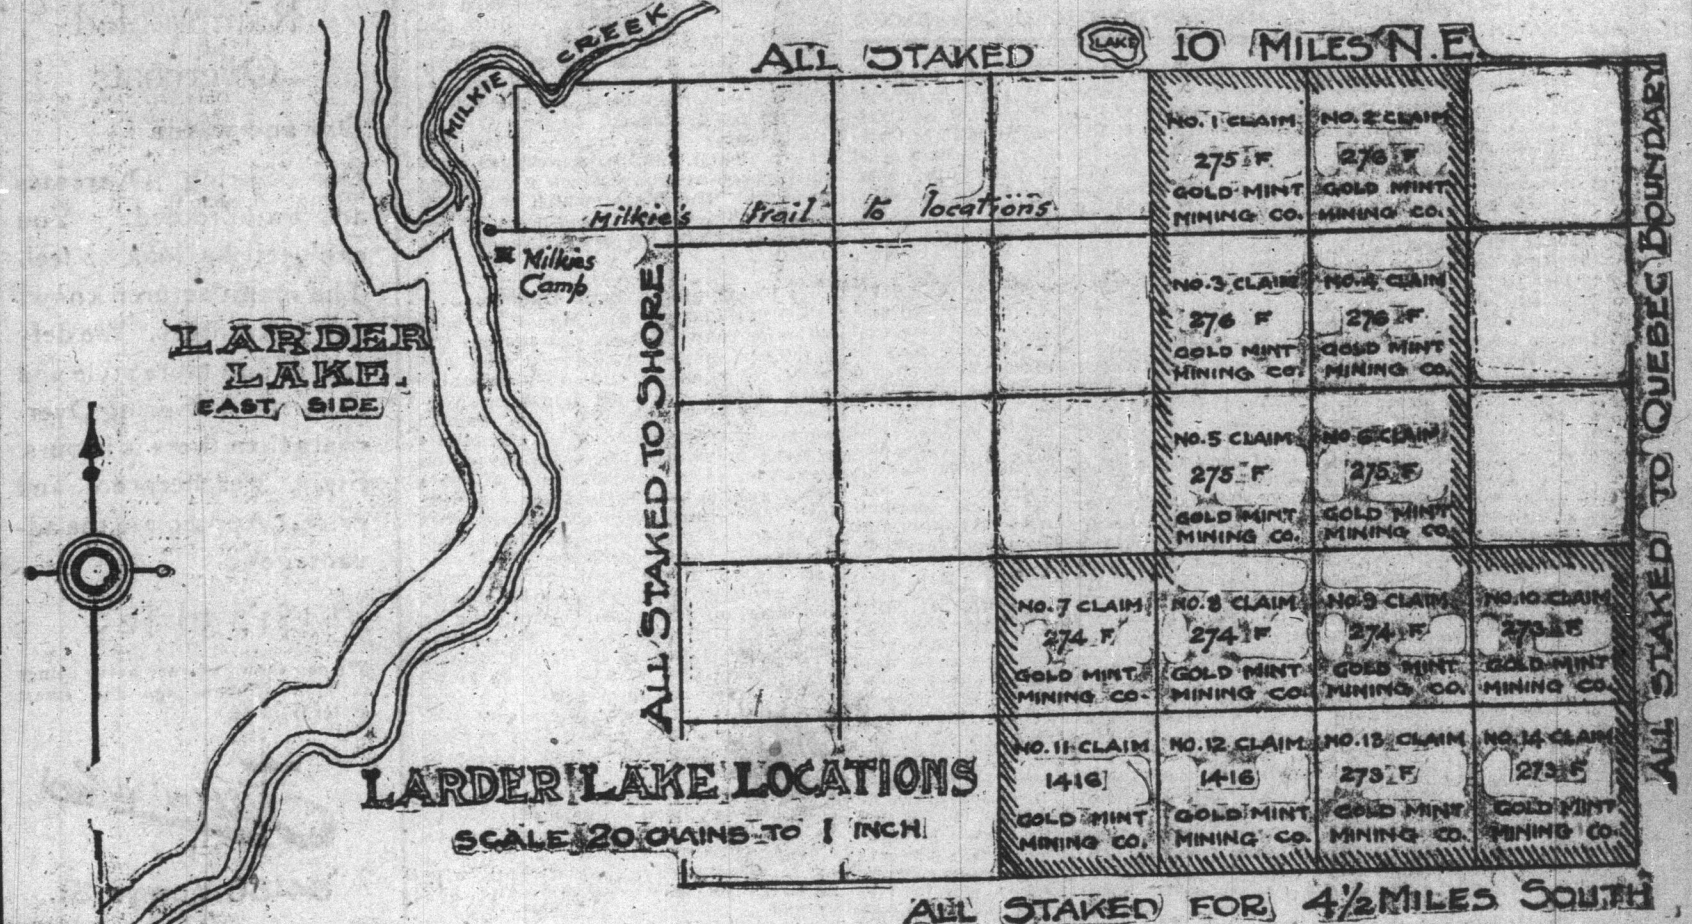 ALL STAKED LAKE 10 MILES N.E.
MILKIE CREEK
NO. 1 CLAIM
275 F
GOLD MINT
MINING CO.
NO. 2 CLAIM
276 F
GOLD MINT
MINING CO.
Milkie's trail to locations
Milkies
Camp
NO. 3 CLAIM
276 F
GOLD MINT
MINING CO.
NO. 4 CLAIM
276 F
GOLD MINT
MINING CO.
LARDER
LAKE.
EAST SIDE
ALL STAKED TO SHORE
NO. 5 CLAIM
275 F
GOLD MINT
MINING CO.
NO 6 CLAIM
275 F
GOLD MINT
MINING CO.
ALL STAKED TO QUEBEC BOUNDARY
NO. 7 CLAIM
274 F
GOLD MINT
MINING CO.
NO. 8 CLAIM
274 F
GOLD MINT
MINING CO.
NO. 9 CLAIM
274 F
GOLD MINT
MINING CO.
NO. 10 CLAIM
273 F
GOLD MINT
MINING CO.
NO. 11 CLAIM
1416
GOLD MINT
MINING CO.
NO. 12 CLAIM
1416
GOLD MINT
MINING CO.
NO. 13 CLAIM
273 F
GOLD MINT
MINING CO.
NO. 14 CLAIM
273 F
GOLD MINT
MINING CO.
LARDER LAKE LOCATIONS
SCALE 20 CHAINS TO 1 INCH
ALL STAKED FOR 4½ MILES SOUTH